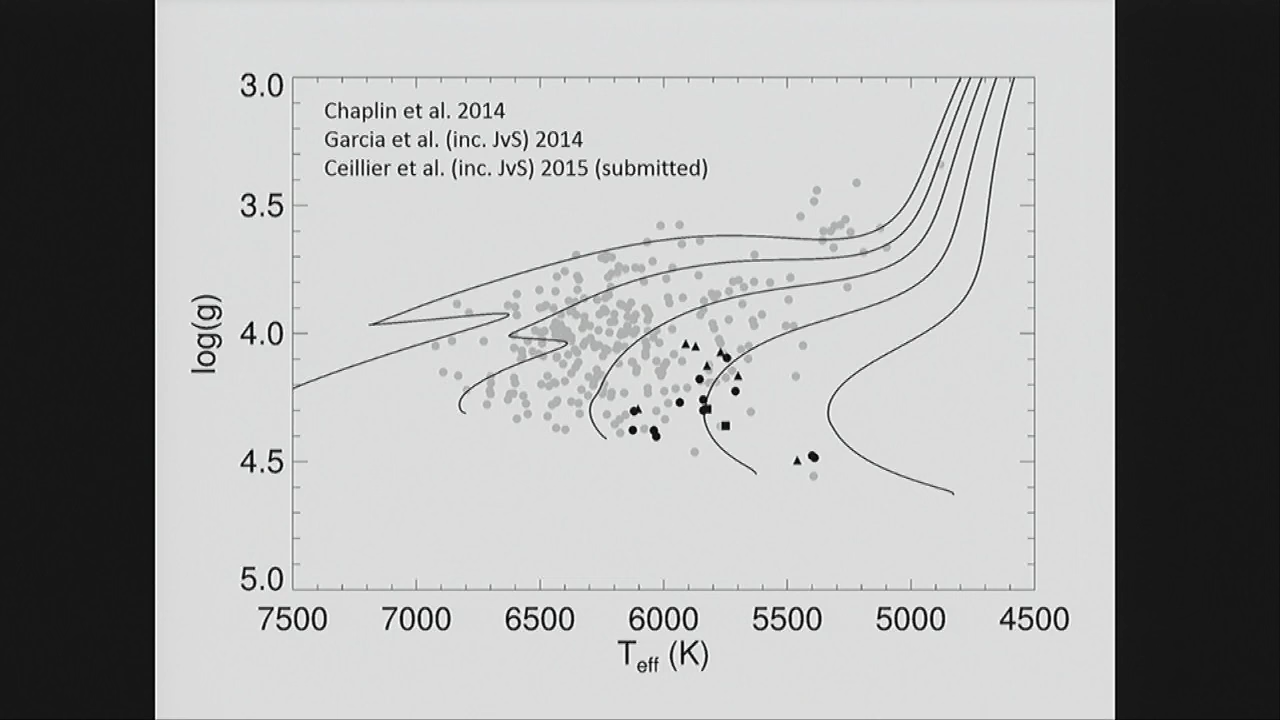 Chaplin et al. 2014
Garcia et al. (inc. JvS) 2014
Ceillier et al. (inc. JvS) 2015 (submitted)
3.0
3.5
4.0
4.5
5.0
log(g)
7500 7000 6500 6000 5500 5000 4500
Teff (K)